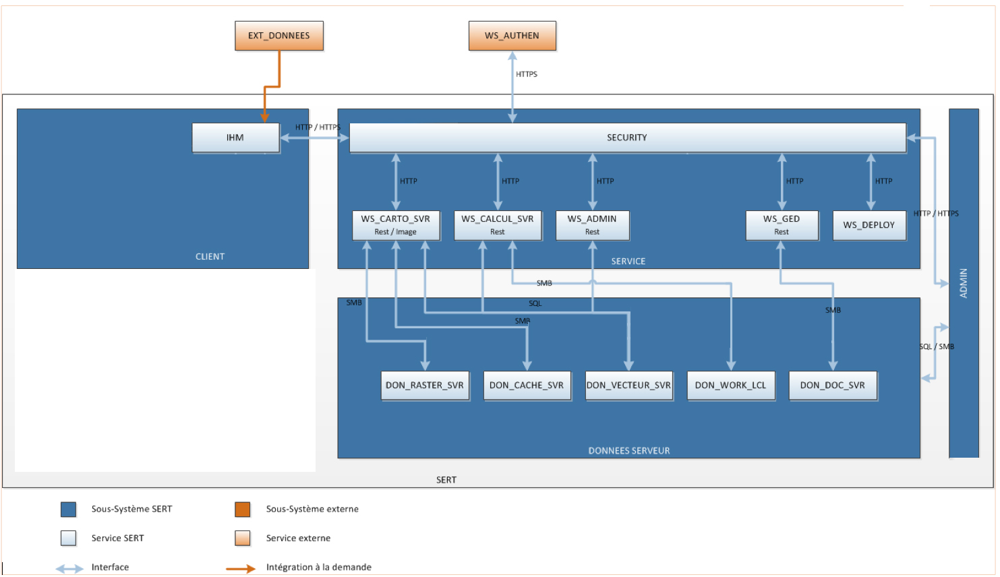 EXT_DONNEES
WS_AUTHEN
HTTPS
IHM
HTTP / HTTPS
SECURITY
HTTP
HTTP
HTTP
HTTP
HTTP
WS_CARTO_SVR
Rest / Image
WS_CALCUL_SVR
Rest
WS_ADMIN
Rest
WS_GED
Rest
WS_DEPLOY
HTTP / HTTPS
CLIENT
SERVICE
ADMIN
SMB
SMB
SQL
SMB
SMB
SQL / SMB
DON_RASTER_SVR
DON_CACHE_SVR
DON_VECTEUR_SVR
DON_WORK_LCL
DON_DOC_SVR
DONNEES SERVEUR
SERT
Sous-Système SERT
Sous-Système externe
Service SERT
Service externe
Interface
Intégration à la demande